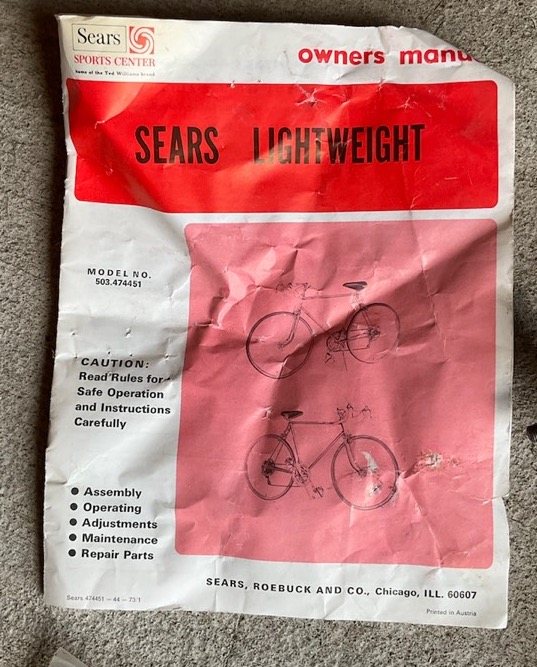 Sears
SPORTS CENTER
home of the Ted Williams brand
owners manu
SEARS LIGHTWEIGHT
MODEL NO.
503.474451
CAUTION:
Read Rules for
Safe Operation
and Instructions
Carefully
● Assembly
● Operating
● Adjustments
● Maintenance
● Repair Parts
SEARS, ROEBUCK AND CO., Chicago, ILL. 60607
Sears 474451 – 44 – 73/1
Printed in Austria